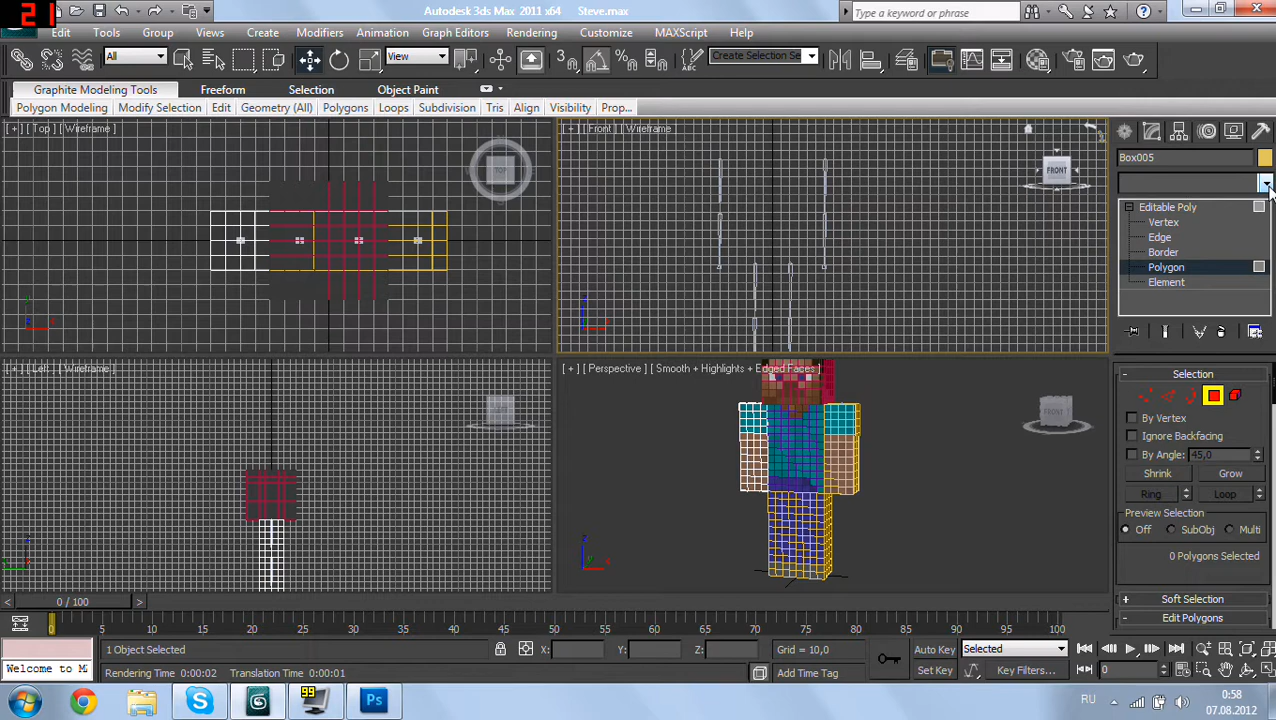 21
Autodesk 3ds Max 2011 x64 Steve.max
Type a keyword or phrase
Edit Tools Group Views Create Modifiers Animation Graph Editors Rendering Customize MAXScript Help
All View 3 Create Selection Se
Graphite Modeling Tools Freeform Selection Object Paint
Polygon Modeling Modify Selection Edit Geometry (All) Polygons Loops Subdivision Tris Align Visibility Prop...
[ + ] [ Top ] [ Wireframe ]
TOP
[ + ] [ Front ] [ Wireframe ]
FRONT
Box005
Editable Poly
Vertex
Edge
Border
Polygon
Element
[ + ] [ Left ] [ Wireframe ]
[ + ] [ Perspective ] [ Smooth + Highlights + Edged Faces ]
FRONT
Selection
By Vertex
Ignore Backfacing
By Angle: 45,0
Shrink Grow
Ring Loop
Preview Selection
Off SubObj Multi
0 Polygons Selected
Soft Selection
Edit Polygons
0 / 100
0 5 10 15 20 25 30 35 40 45 50 55 60 65 70 75 80 85 90 95 100
1 Object Selected X: Y: Z: Grid = 10,0 Auto Key Selected
Welcome to M Rendering Time 0:00:02 Translation Time 0:00:01 Add Time Tag Set Key Key Filters... 0
99
Ps
RU
0:58
07.08.2012